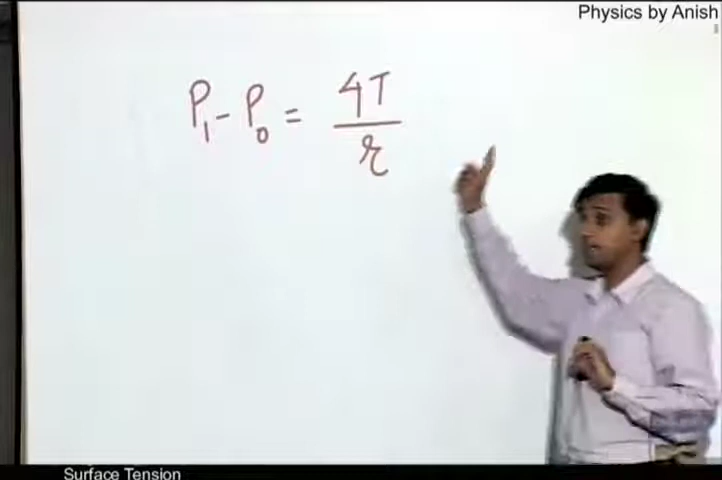 Physics by Anish
P₁ - P₀ = 4T / r
Surface Tension